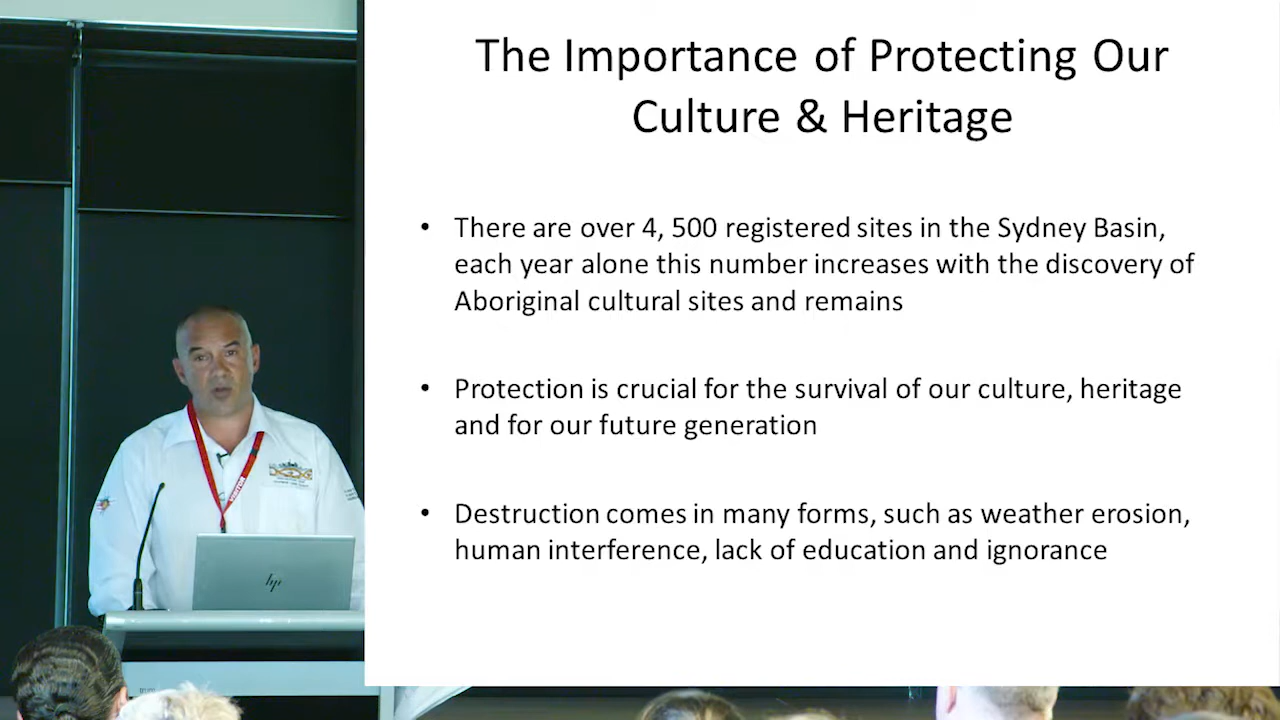 The Importance of Protecting Our
Culture & Heritage
• There are over 4, 500 registered sites in the Sydney Basin,
each year alone this number increases with the discovery of
Aboriginal cultural sites and remains
• Protection is crucial for the survival of our culture, heritage
and for our future generation
• Destruction comes in many forms, such as weather erosion,
human interference, lack of education and ignorance
VISITOR
hp